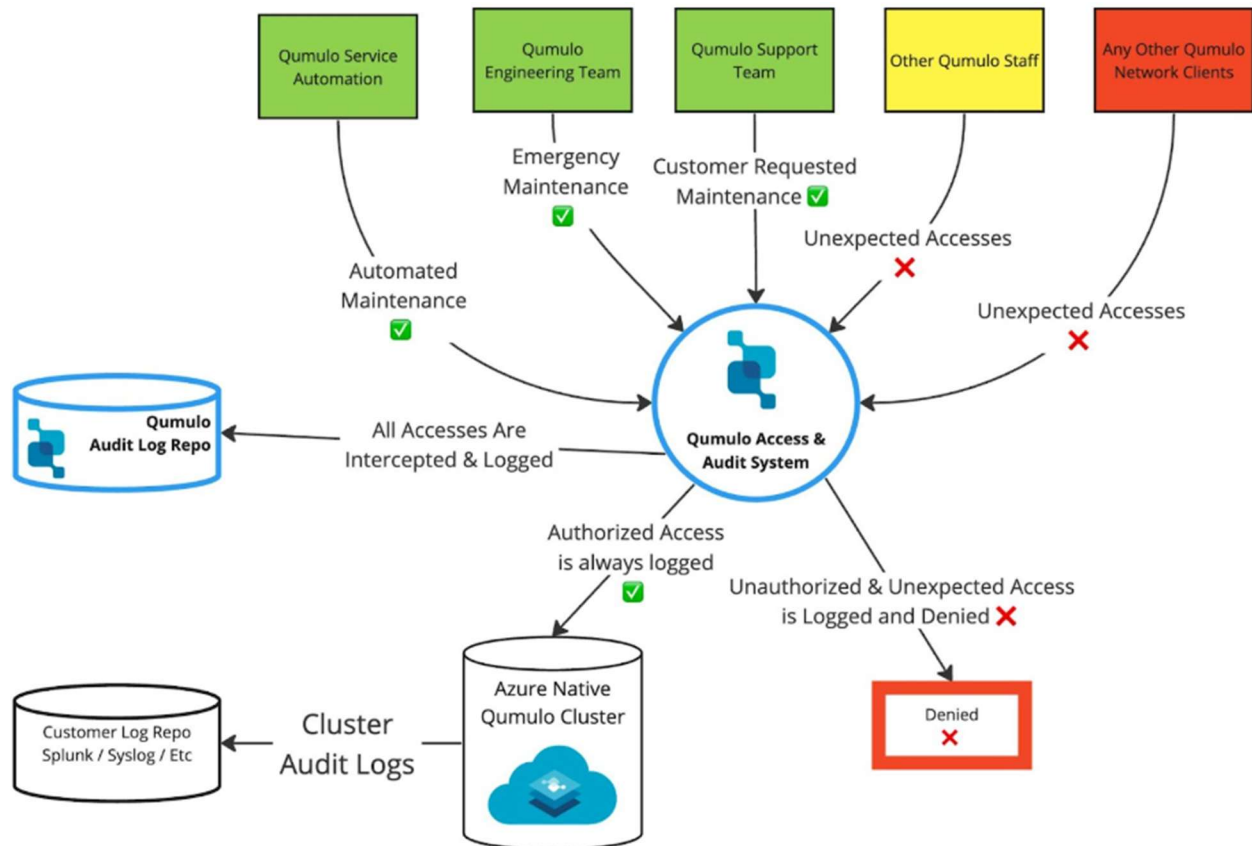 Qumulo Service
Automation
Qumulo
Engineering Team
Qumulo Support
Team
Other Qumulo Staff
Any Other Qumulo
Network Clients
Emergency
Maintenance
✅
Customer Requested
Maintenance ✅
Unexpected Accesses
❌
Automated
Maintenance
✅
Unexpected Accesses
❌
Qumulo
Audit Log Repo
All Accesses Are
Intercepted & Logged
Qumulo Access &
Audit System
Authorized Access
is always logged
✅
Unauthorized & Unexpected Access
is Logged and Denied ❌
Azure Native
Qumulo Cluster
Denied
❌
Customer Log Repo
Splunk / Syslog / Etc
Cluster
Audit Logs